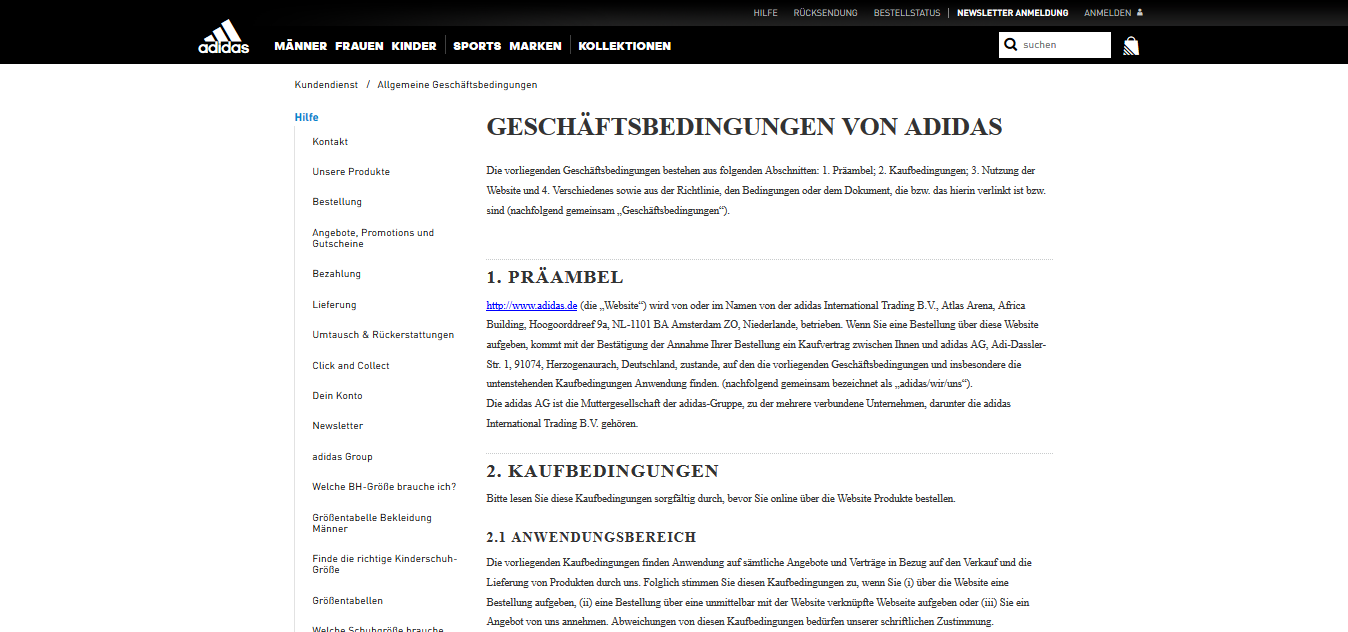 HILFE RÜCKSENDUNG BESTELLSTATUS | NEWSLETTER ANMELDUNG ANMELDEN
adidas
MÄNNER FRAUEN KINDER SPORTS MARKEN KOLLEKTIONEN
suchen
Kundendienst / Allgemeine Geschäftsbedingungen
Hilfe
Kontakt
Unsere Produkte
Bestellung
Angebote, Promotions und
Gutscheine
Bezahlung
Lieferung
Umtausch & Rückerstattungen
Click and Collect
Dein Konto
Newsletter
adidas Group
Welche BH-Größe brauche ich?
Größentabelle Bekleidung
Männer
Finde die richtige Kinderschuh-
Größe
Größentabellen
Welche Schuhgröße brauche
GESCHÄFTSBEDINGUNGEN VON ADIDAS
Die vorliegenden Geschäftsbedingungen bestehen aus folgenden Abschnitten: 1. Präambel; 2. Kaufbedingungen; 3. Nutzung der
Website und 4. Verschiedenes sowie aus der Richtlinie, den Bedingungen oder dem Dokument, die bzw. das hierin verlinkt ist bzw.
sind (nachfolgend gemeinsam „Geschäftsbedingungen“).
1. PRÄAMBEL
http://www.adidas.de (die „Website“) wird von oder im Namen von der adidas International Trading B.V., Atlas Arena, Africa
Building, Hoogoorddreef 9a, NL-1101 BA Amsterdam ZO, Niederlande, betrieben. Wenn Sie eine Bestellung über diese Website
aufgeben, kommt mit der Bestätigung der Annahme Ihrer Bestellung ein Kaufvertrag zwischen Ihnen und adidas AG, Adi-Dassler-
Str. 1, 91074, Herzogenaurach, Deutschland, zustande, auf den die vorliegenden Geschäftsbedingungen und insbesondere die
untenstehenden Kaufbedingungen Anwendung finden. (nachfolgend gemeinsam bezeichnet als „adidas/wir/uns“).
Die adidas AG ist die Muttergesellschaft der adidas-Gruppe, zu der mehrere verbundene Unternehmen, darunter die adidas
International Trading B.V. gehören.
2. KAUFBEDINGUNGEN
Bitte lesen Sie diese Kaufbedingungen sorgfältig durch, bevor Sie online über die Website Produkte bestellen.
2.1 ANWENDUNGSBEREICH
Die vorliegenden Kaufbedingungen finden Anwendung auf sämtliche Angebote und Verträge in Bezug auf den Verkauf und die
Lieferung von Produkten durch uns. Folglich stimmen Sie diesen Kaufbedingungen zu, wenn Sie (i) über die Website eine
Bestellung aufgeben, (ii) eine Bestellung über eine unmittelbar mit der Website verknüpfte Webseite aufgeben oder (iii) Sie ein
Angebot von uns annehmen. Abweichungen von diesen Kaufbedingungen bedürfen unserer schriftlichen Zustimmung.